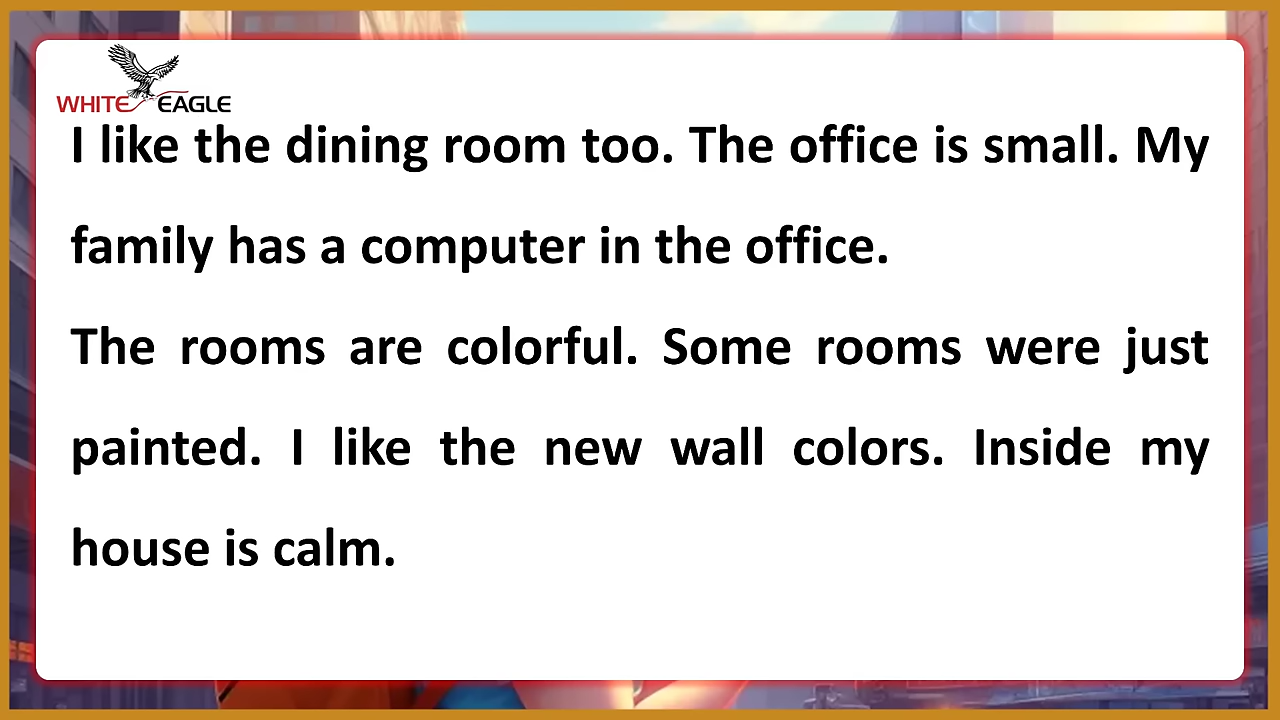 WHITE EAGLE
I like the dining room too. The office is small. My
family has a computer in the office.
The rooms are colorful. Some rooms were just
painted. I like the new wall colors. Inside my
house is calm.